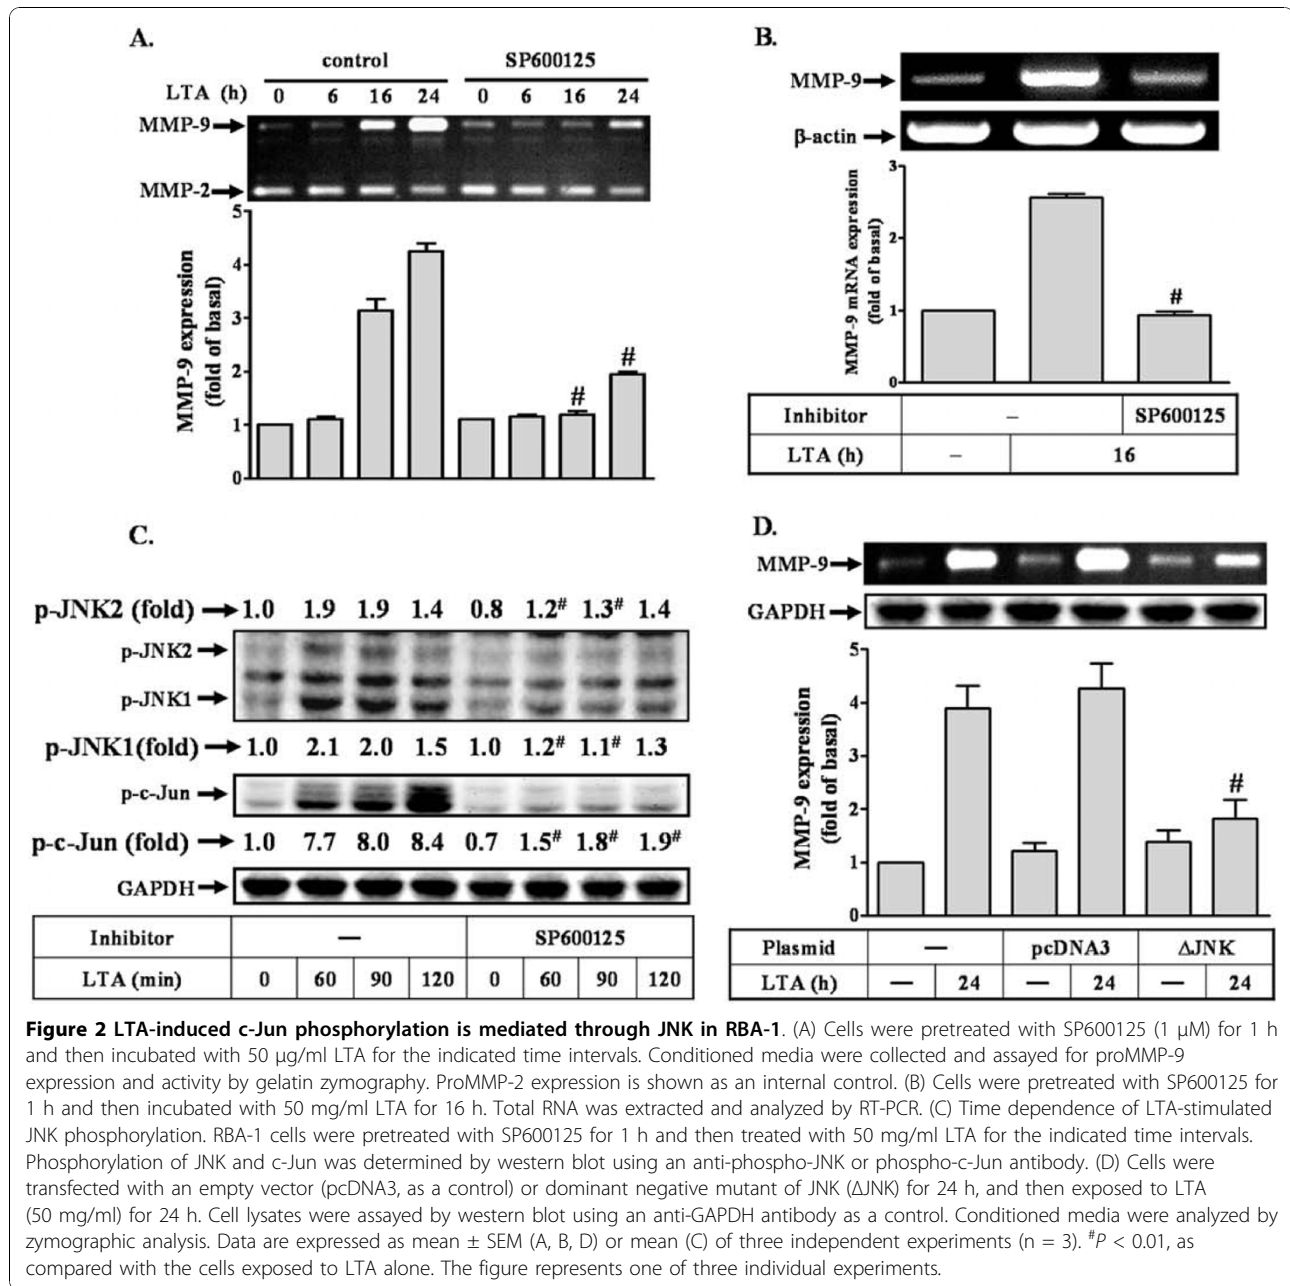 A.
control SP600125
LTA (h) 0 6 16 24 0 6 16 24
MMP-9
MMP-2
5
4
3
2
1
0
MMP-9 expression
(fold of basal)
# #
B.
MMP-9
β-actin
3
2
1
0
MMP-9 mRNA expression
(fold of basal)
#
Inhibitor – SP600125
LTA (h) – 16
C.
p-JNK2 (fold) 1.0 1.9 1.9 1.4 0.8 1.2# 1.3# 1.4
p-JNK2
p-JNK1
p-JNK1(fold) 1.0 2.1 2.0 1.5 1.0 1.2# 1.1# 1.3
p-c-Jun
p-c-Jun (fold) 1.0 7.7 8.0 8.4 0.7 1.5# 1.8# 1.9#
GAPDH
Inhibitor — SP600125
LTA (min) 0 60 90 120 0 60 90 120
D.
MMP-9
GAPDH
5
4
3
2
1
0
MMP-9 expression
(fold of basal)
#
Plasmid — pcDNA3 ΔJNK
LTA (h) — 24 — 24 — 24
Figure 2 LTA-induced c-Jun phosphorylation is mediated through JNK in RBA-1. (A) Cells were pretreated with SP600125 (1 μM) for 1 h
and then incubated with 50 μg/ml LTA for the indicated time intervals. Conditioned media were collected and assayed for proMMP-9
expression and activity by gelatin zymography. ProMMP-2 expression is shown as an internal control. (B) Cells were pretreated with SP600125 for
1 h and then incubated with 50 mg/ml LTA for 16 h. Total RNA was extracted and analyzed by RT-PCR. (C) Time dependence of LTA-stimulated
JNK phosphorylation. RBA-1 cells were pretreated with SP600125 for 1 h and then treated with 50 mg/ml LTA for the indicated time intervals.
Phosphorylation of JNK and c-Jun was determined by western blot using an anti-phospho-JNK or phospho-c-Jun antibody. (D) Cells were
transfected with an empty vector (pcDNA3, as a control) or dominant negative mutant of JNK (ΔJNK) for 24 h, and then exposed to LTA
(50 mg/ml) for 24 h. Cell lysates were assayed by western blot using an anti-GAPDH antibody as a control. Conditioned media were analyzed by
zymographic analysis. Data are expressed as mean ± SEM (A, B, D) or mean (C) of three independent experiments (n = 3). #P < 0.01, as
compared with the cells exposed to LTA alone. The figure represents one of three individual experiments.